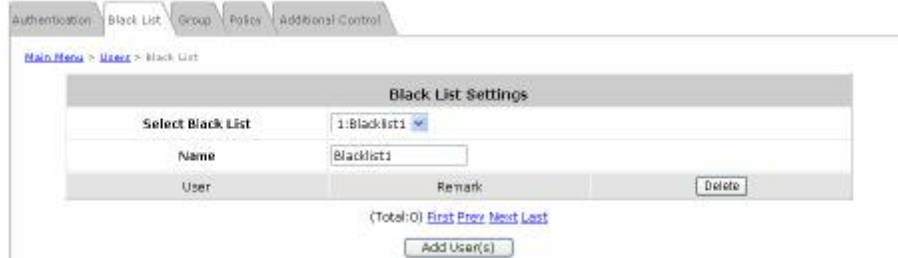 Authentication Black List Group Policy Additional Control
Main Menu > Users > Black List
Black List Settings
Select Black List 1:Blacklist1
Name Blacklist1
User Remark Delete
(Total:0) First Prev Next Last
Add User(s)